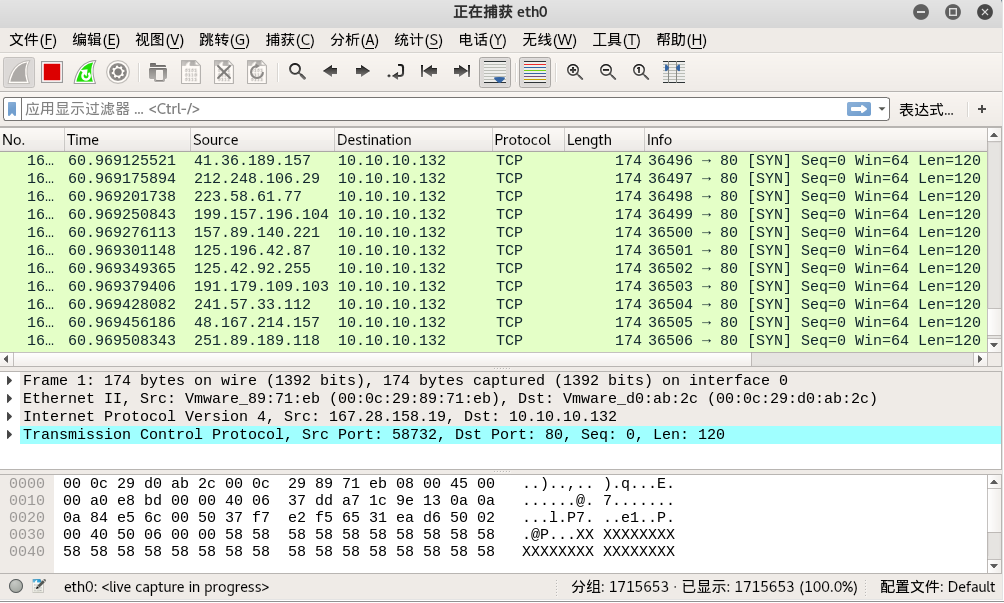 正在捕获 eth0
文件(F) 编辑(E) 视图(V) 跳转(G) 捕获(C) 分析(A) 统计(S) 电话(Y) 无线(W) 工具(T) 帮助(H)
应用显示过滤器 ... <Ctrl-/> 表达式... +
No. Time Source Destination Protocol Length Info
16... 60.969125521 41.36.189.157 10.10.10.132 TCP 174 36496 → 80 [SYN] Seq=0 Win=64 Len=120
16... 60.969175894 212.248.106.29 10.10.10.132 TCP 174 36497 → 80 [SYN] Seq=0 Win=64 Len=120
16... 60.969201738 223.58.61.77 10.10.10.132 TCP 174 36498 → 80 [SYN] Seq=0 Win=64 Len=120
16... 60.969250843 199.157.196.104 10.10.10.132 TCP 174 36499 → 80 [SYN] Seq=0 Win=64 Len=120
16... 60.969276113 157.89.140.221 10.10.10.132 TCP 174 36500 → 80 [SYN] Seq=0 Win=64 Len=120
16... 60.969301148 125.196.42.87 10.10.10.132 TCP 174 36501 → 80 [SYN] Seq=0 Win=64 Len=120
16... 60.969349365 125.42.92.255 10.10.10.132 TCP 174 36502 → 80 [SYN] Seq=0 Win=64 Len=120
16... 60.969379406 191.179.109.103 10.10.10.132 TCP 174 36503 → 80 [SYN] Seq=0 Win=64 Len=120
16... 60.969428082 241.57.33.112 10.10.10.132 TCP 174 36504 → 80 [SYN] Seq=0 Win=64 Len=120
16... 60.969456186 48.167.214.157 10.10.10.132 TCP 174 36505 → 80 [SYN] Seq=0 Win=64 Len=120
16... 60.969508343 251.89.189.118 10.10.10.132 TCP 174 36506 → 80 [SYN] Seq=0 Win=64 Len=120
Frame 1: 174 bytes on wire (1392 bits), 174 bytes captured (1392 bits) on interface 0
Ethernet II, Src: Vmware_89:71:eb (00:0c:29:89:71:eb), Dst: Vmware_d0:ab:2c (00:0c:29:d0:ab:2c)
Internet Protocol Version 4, Src: 167.28.158.19, Dst: 10.10.10.132
Transmission Control Protocol, Src Port: 58732, Dst Port: 80, Seq: 0, Len: 120
0000 00 0c 29 d0 ab 2c 00 0c 29 89 71 eb 08 00 45 00 ..)..,.. ).q...E.
0010 00 a0 e8 bd 00 00 40 06 37 dd a7 1c 9e 13 0a 0a ......@. 7.......
0020 0a 84 e5 6c 00 50 37 f7 e2 f5 65 31 ea d6 50 02 ...l.P7. ..e1..P.
0030 00 40 50 06 00 00 58 58 58 58 58 58 58 58 58 58 .@P...XX XXXXXXXX
0040 58 58 58 58 58 58 58 58 58 58 58 58 58 58 58 58 XXXXXXXX XXXXXXXX
eth0: <live capture in progress> 分组: 1715653 · 已显示: 1715653 (100.0%) 配置文件: Default